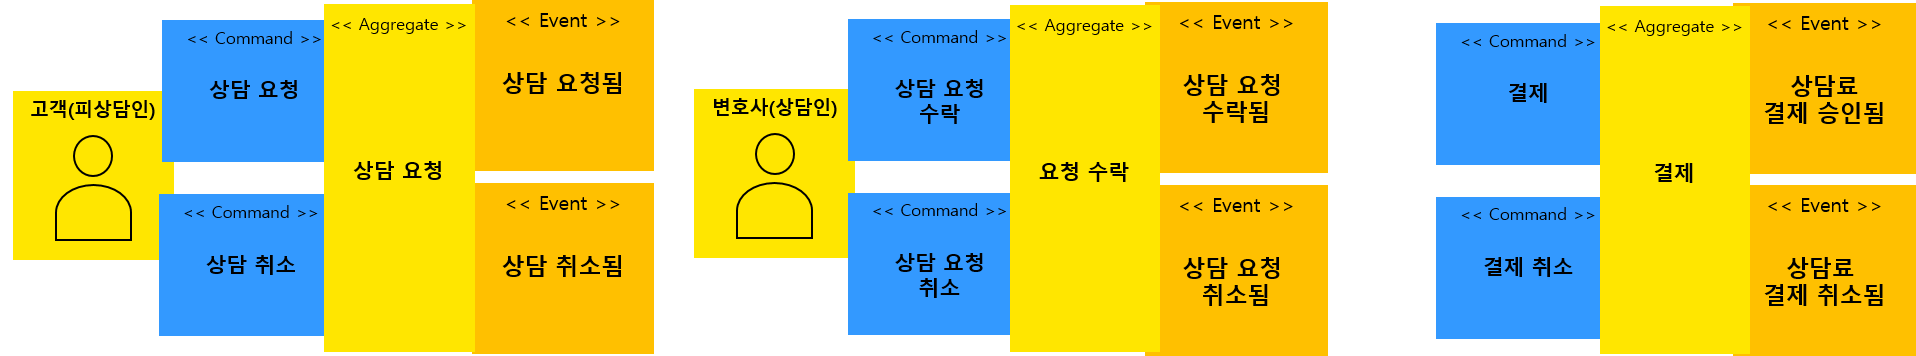 고객(피상담인)
<< Command >>
상담 요청
<< Command >>
상담 취소
<< Aggregate >>
상담 요청
<< Event >>
상담 요청됨
<< Event >>
상담 취소됨
변호사(상담인)
<< Command >>
상담 요청
수락
<< Command >>
상담 요청
취소
<< Aggregate >>
요청 수락
<< Event >>
상담 요청
수락됨
<< Event >>
상담 요청
취소됨
<< Command >>
결제
<< Command >>
결제 취소
<< Aggregate >>
결제
<< Event >>
상담료
결제 승인됨
<< Event >>
상담료
결제 취소됨